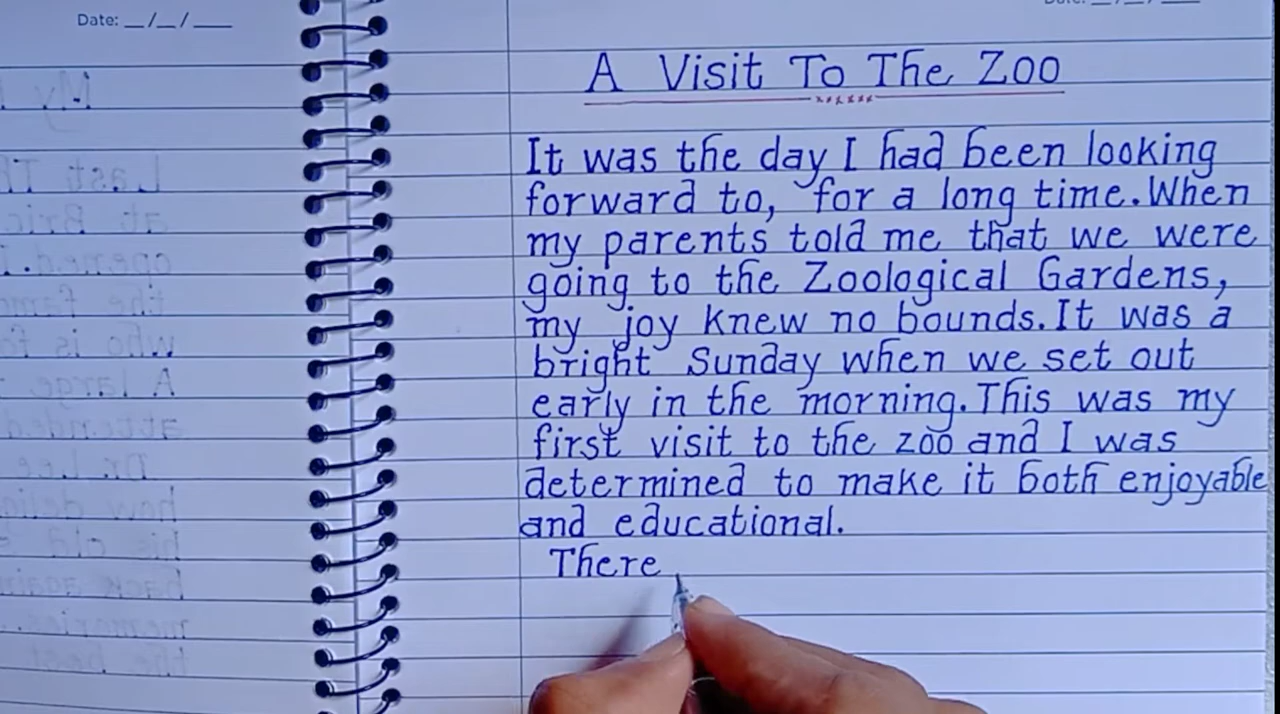 Date: __/__/____
A Visit To The Zoo
It was the day I had been looking
forward to, for a long time. When
my parents told me that we were
going to the Zoological Gardens,
my joy knew no bounds. It was a
bright Sunday when we set out
early in the morning. This was my
first visit to the zoo and I was
determined to make it both enjoyable
and educational.
There